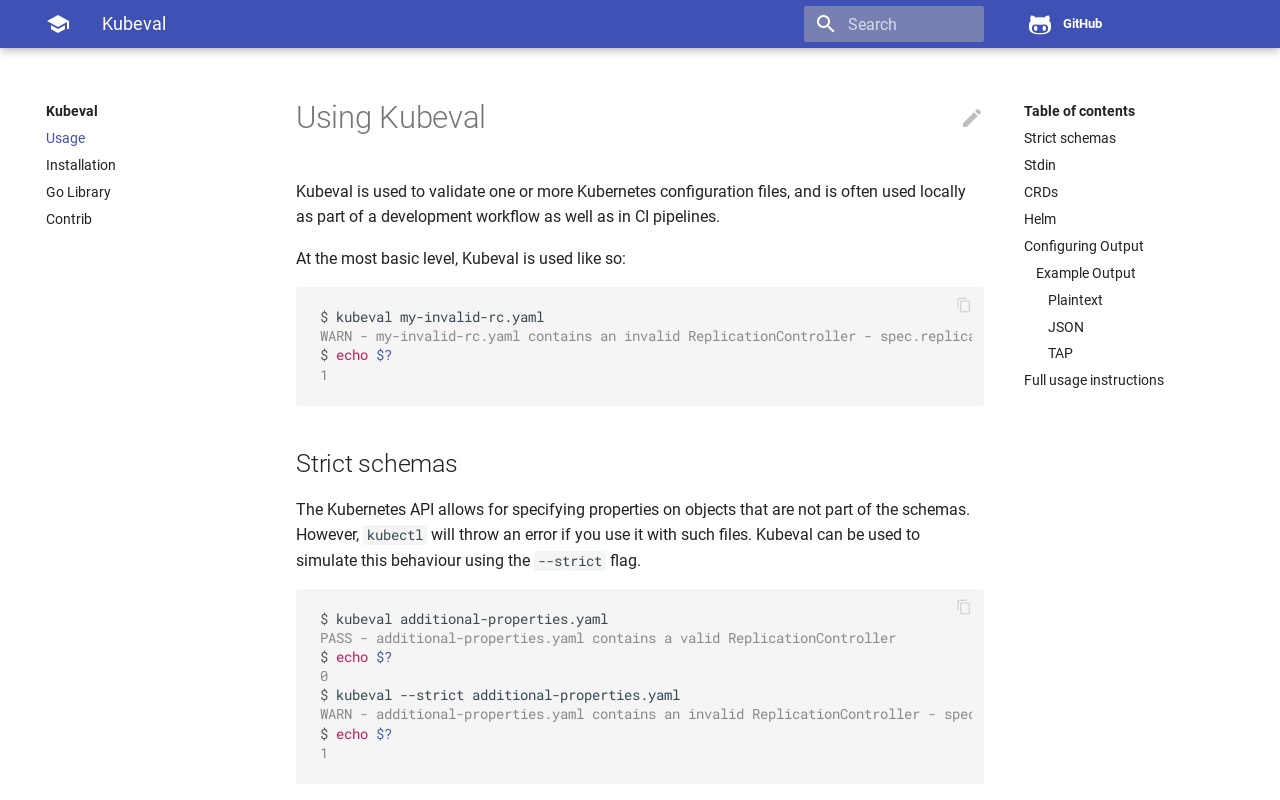 Kubeval
Search
GitHub
Kubeval
Usage
Installation
Go Library
Contrib
Using Kubeval
Kubeval is used to validate one or more Kubernetes configuration files, and is often used locally
as part of a development workflow as well as in CI pipelines.
At the most basic level, Kubeval is used like so:
$ kubeval my-invalid-rc.yaml
WARN - my-invalid-rc.yaml contains an invalid ReplicationController - spec.replica
$ echo $?
1
Strict schemas
The Kubernetes API allows for specifying properties on objects that are not part of the schemas.
However, kubectl will throw an error if you use it with such files. Kubeval can be used to
simulate this behaviour using the --strict flag.
$ kubeval additional-properties.yaml
PASS - additional-properties.yaml contains a valid ReplicationController
$ echo $?
0
$ kubeval --strict additional-properties.yaml
WARN - additional-properties.yaml contains an invalid ReplicationController - spec
$ echo $?
1
Table of contents
Strict schemas
Stdin
CRDs
Helm
Configuring Output
Example Output
Plaintext
JSON
TAP
Full usage instructions